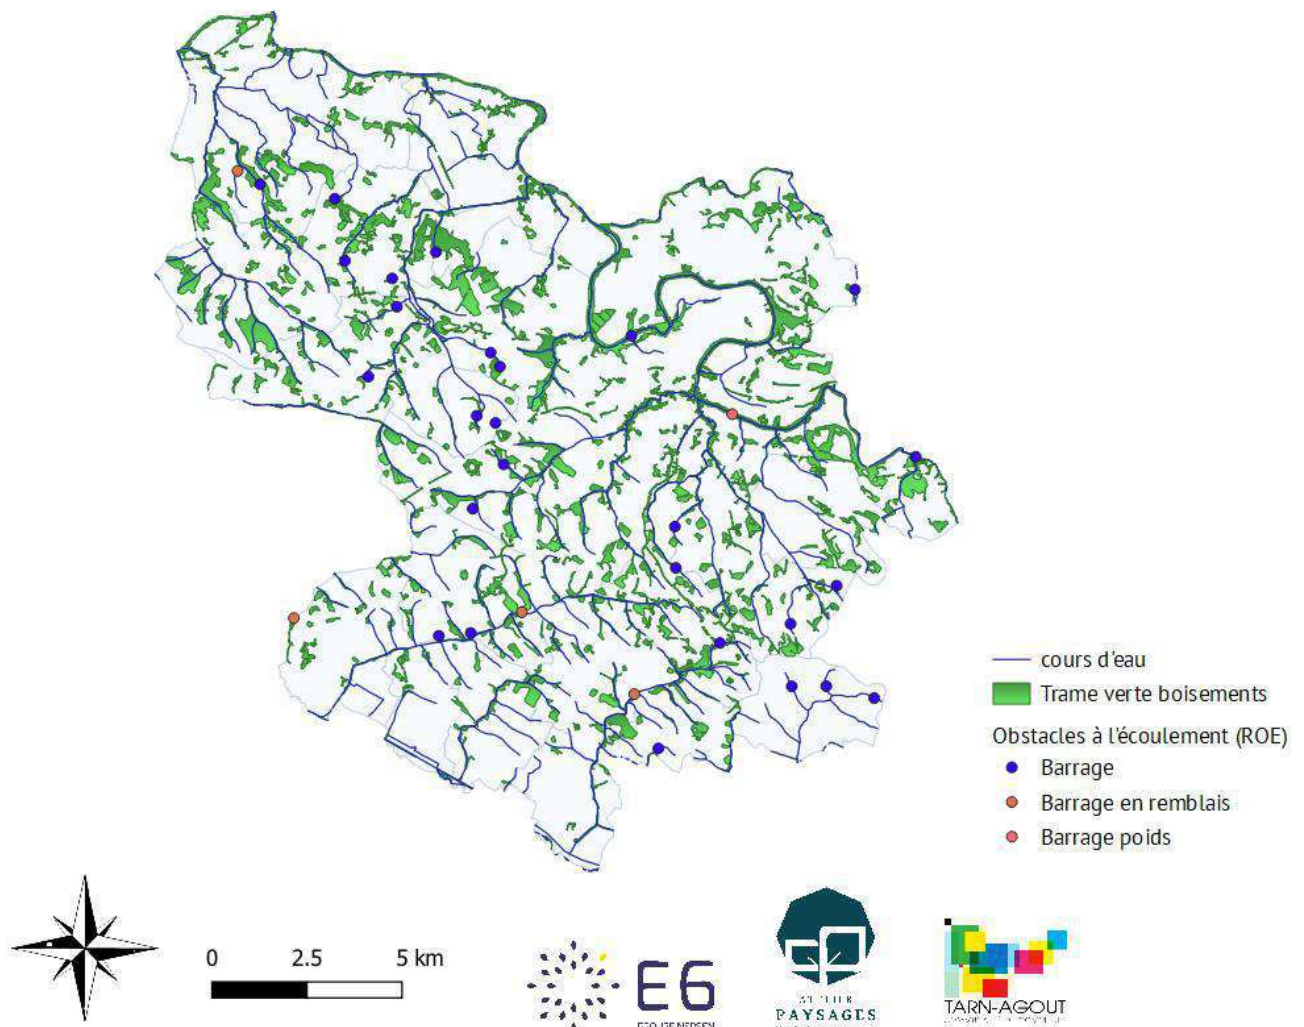 cours d'eau
Trame verte boisements
Obstacles à l'écoulement (ROE)
Barrage
Barrage en remblais
Barrage poids
0 2.5 5 km
E6
ATELIER
PAYSAGES
TARN-AGOUT